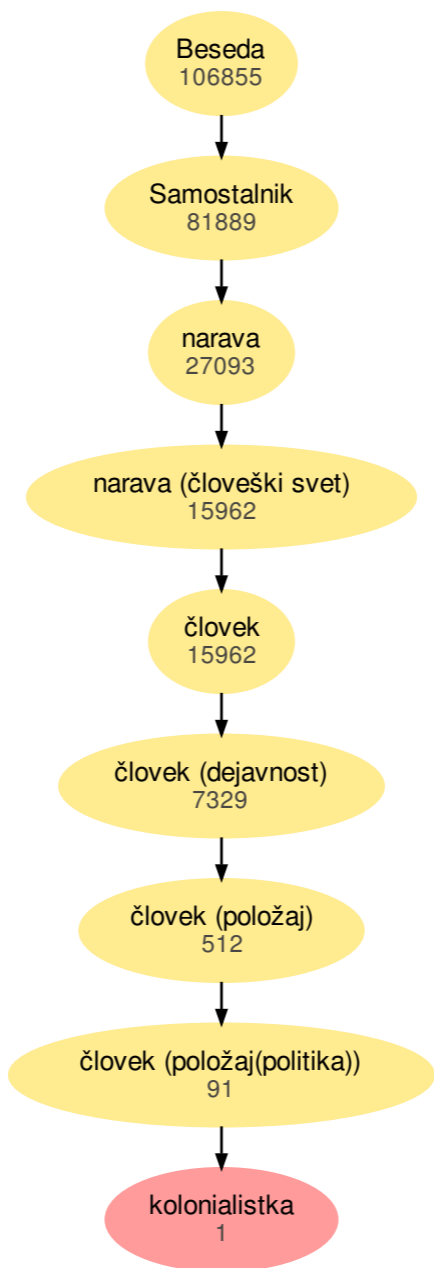 Beseda
106855
Samostalnik
81889
narava
27093
narava (človeški svet)
15962
človek
15962
človek (dejavnost)
7329
človek (položaj)
512
človek (položaj(politika))
91
kolonialistka
1